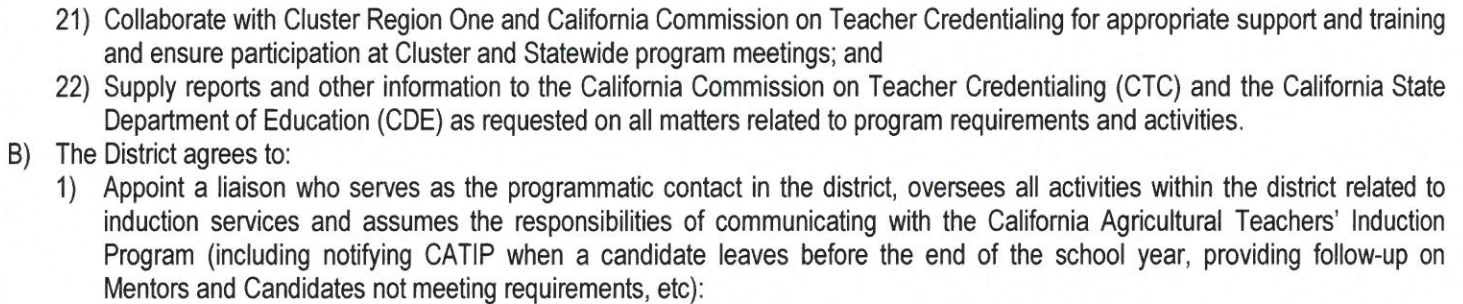 21) Collaborate with Cluster Region One and California Commission on Teacher Credentialing for appropriate support and training
and ensure participation at Cluster and Statewide program meetings; and
22) Supply reports and other information to the California Commission on Teacher Credentialing (CTC) and the California State
Department of Education (CDE) as requested on all matters related to program requirements and activities.
B) The District agrees to:
1) Appoint a liaison who serves as the programmatic contact in the district, oversees all activities within the district related to
induction services and assumes the responsibilities of communicating with the California Agricultural Teachers' Induction
Program (including notifying CATIP when a candidate leaves before the end of the school year, providing follow-up on
Mentors and Candidates not meeting requirements, etc):